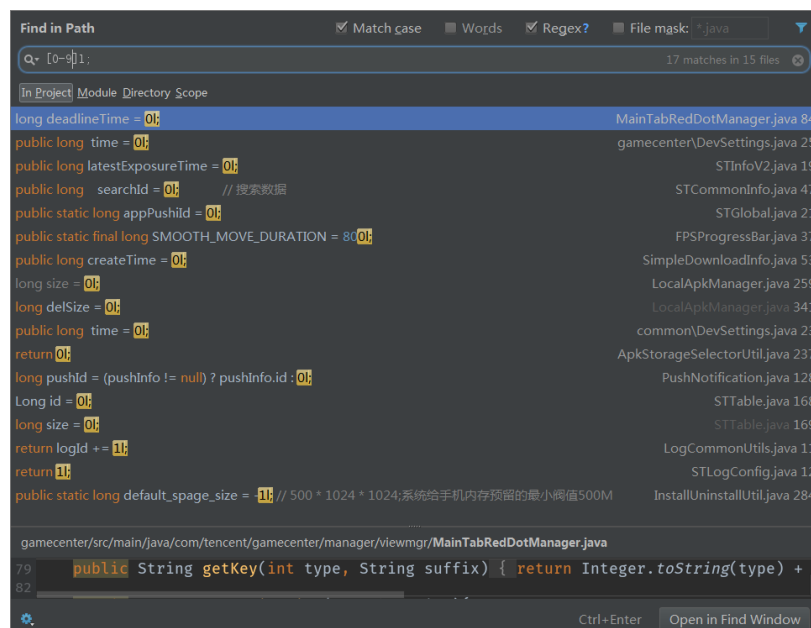 Find in Path Match case Words Regex? File mask: *.java
[0-9]l; 17 matches in 15 files
In Project Module Directory Scope
long deadlineTime = 0l; MainTabRedDotManager.java 84
public long time = 0l; gamecenter\DevSettings.java 25
public long latestExposureTime = 0l; STInfoV2.java 19
public long searchId = 0l; // 搜索数据 STCommonInfo.java 47
public static long appPushId = 0l; STGlobal.java 21
public static final long SMOOTH_MOVE_DURATION = 800l; FPSProgressBar.java 37
public long createTime = 0l; SimpleDownloadInfo.java 53
long size = 0l; LocalApkManager.java 259
long delSize = 0l; LocalApkManager.java 341
public long time = 0l; common\DevSettings.java 23
return 0l; ApkStorageSelectorUtil.java 237
long pushId = (pushInfo != null) ? pushInfo.id : 0l; PushNotification.java 128
Long id = 0l; STTable.java 168
long size = 0l; STTable.java 169
return logId += 1l; LogCommonUtils.java 11
return 1l; STLogConfig.java 12
public static long default_spage_size = -1l; // 500 * 1024 * 1024;系统给手机内存预留的最小阀值500M InstallUninstallUtil.java 284
gamecenter/src/main/java/com/tencent/gamecenter/manager/viewmgr/MainTabRedDotManager.java
79 public String getKey(int type, String suffix) { return Integer.toString(type) +
82
Ctrl+Enter Open in Find Window